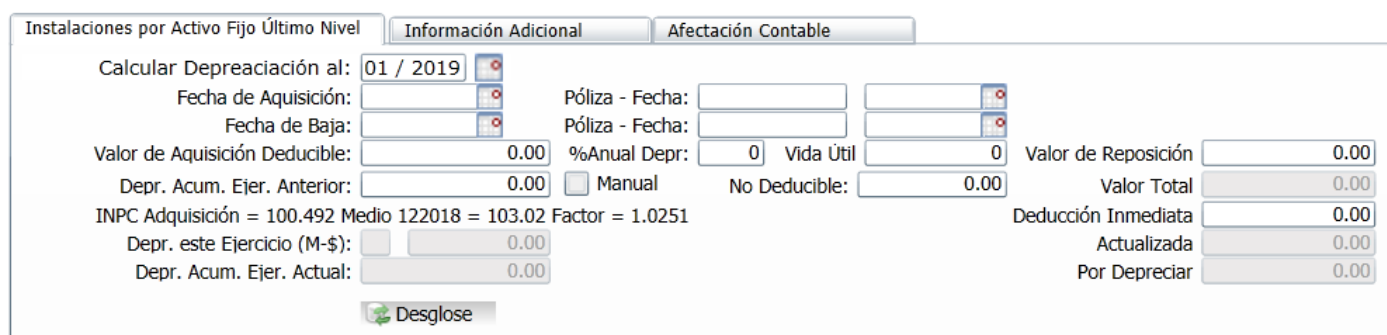 Instalaciones por Activo Fijo Último Nivel Información Adicional Afectación Contable
Calcular Depreaciación al: 01 / 2019
Fecha de Aquisición: Póliza - Fecha:
Fecha de Baja: Póliza - Fecha:
Valor de Aquisición Deducible: 0.00 %Anual Depr: 0 Vida Útil 0 Valor de Reposición 0.00
Depr. Acum. Ejer. Anterior: 0.00 Manual No Deducible: 0.00 Valor Total 0.00
INPC Adquisición = 100.492 Medio 122018 = 103.02 Factor = 1.0251 Deducción Inmediata 0.00
Depr. este Ejercicio (M-$): 0.00 Actualizada 0.00
Depr. Acum. Ejer. Actual: 0.00 Por Depreciar 0.00
Desglose